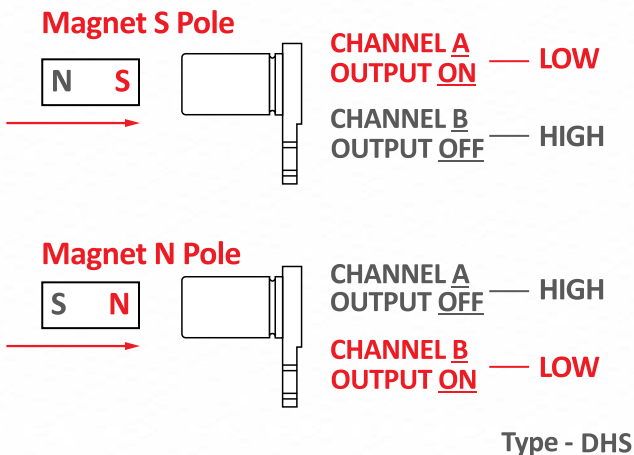 Magnet S Pole
N S
CHANNEL A
OUTPUT ON
LOW
CHANNEL B
OUTPUT OFF
HIGH
Magnet N Pole
S N
CHANNEL A
OUTPUT OFF
HIGH
CHANNEL B
OUTPUT ON
LOW
Type - DHS